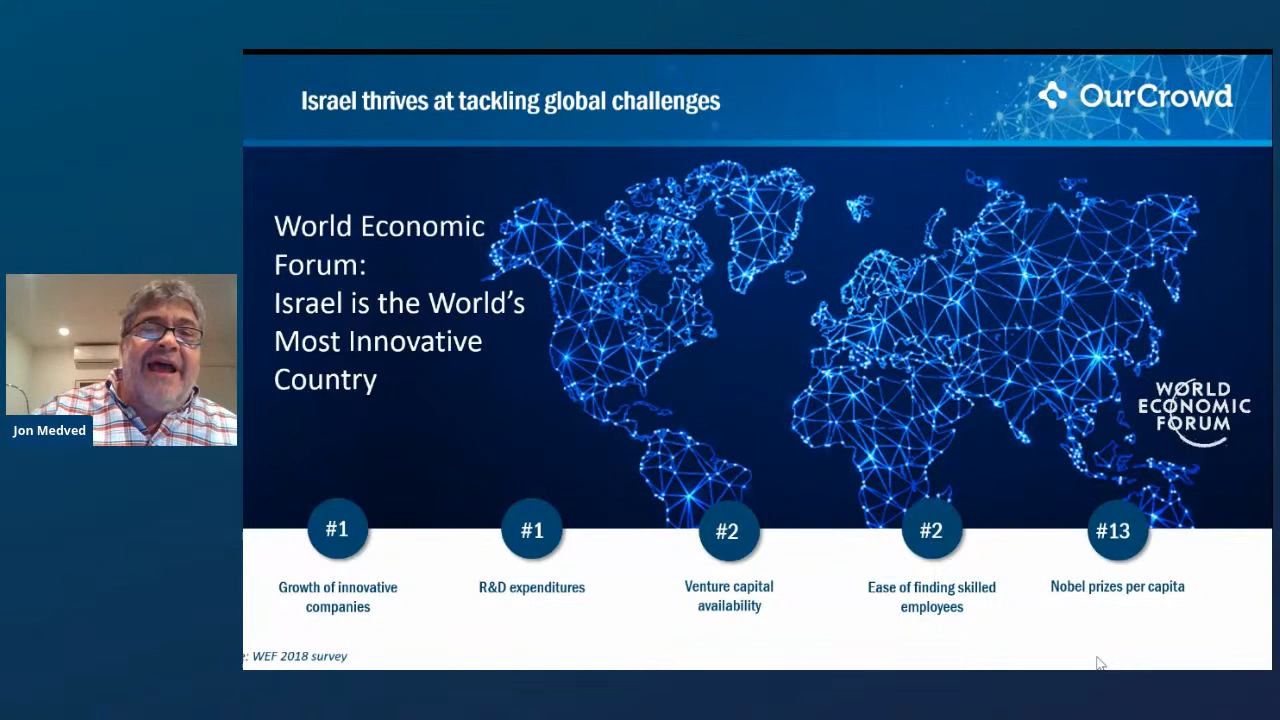 Israel thrives at tackling global challenges
OurCrowd
World Economic
Forum:
Israel is the World's
Most Innovative
Country
WORLD
ECONOMIC
FORUM
Jon Medved
#1
#1
#2
#2
#13
Growth of innovative
companies
R&D expenditures
Venture capital
availability
Ease of finding skilled
employees
Nobel prizes per capita
WEF 2018 survey